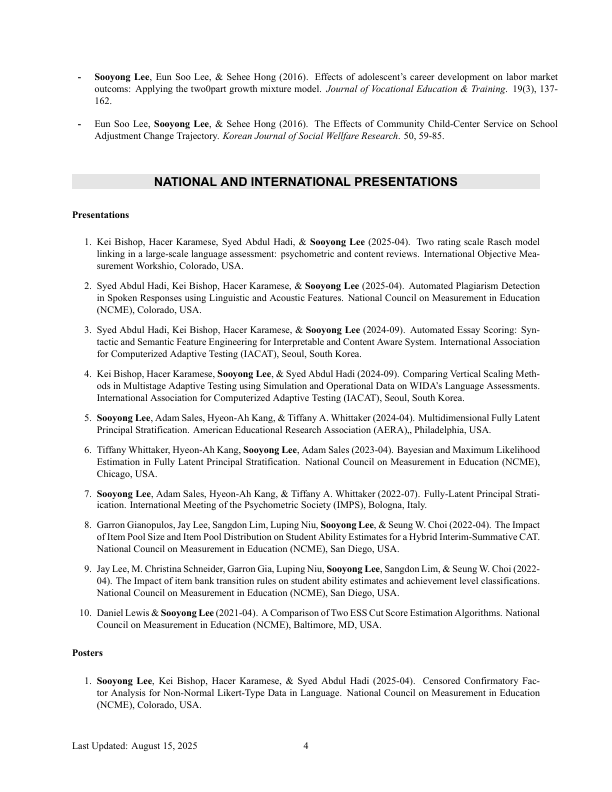 - Sooyong Lee, Eun Soo Lee, & Sehee Hong (2016). Effects of adolescent's career development on labor market
outcoms: Applying the two0part growth mixture model. Journal of Vocational Education & Training. 19(3), 137-
162.
- Eun Soo Lee, Sooyong Lee, & Sehee Hong (2016). The Effects of Community Child-Center Service on School
Adjustment Change Trajectory. Korean Journal of Social Wellfare Research. 50, 59-85.
NATIONAL AND INTERNATIONAL PRESENTATIONS
Presentations
1. Kei Bishop, Hacer Karamese, Syed Abdul Hadi, & Sooyong Lee (2025-04). Two rating scale Rasch model
linking in a large-scale language assessment: psychometric and content reviews. International Objective Mea-
surement Workshio, Colorado, USA.
2. Syed Abdul Hadi, Kei Bishop, Hacer Karamese, & Sooyong Lee (2025-04). Automated Plagiarism Detection
in Spoken Responses using Linguistic and Acoustic Features. National Council on Measurement in Education
(NCME), Colorado, USA.
3. Syed Abdul Hadi, Kei Bishop, Hacer Karamese, & Sooyong Lee (2024-09). Automated Essay Scoring: Syn-
tactic and Semantic Feature Engineering for Interpretable and Content Aware System. International Association
for Computerized Adaptive Testing (IACAT), Seoul, South Korea.
4. Kei Bishop, Hacer Karamese, Sooyong Lee, & Syed Abdul Hadi (2024-09). Comparing Vertical Scaling Meth-
ods in Multistage Adaptive Testing using Simulation and Operational Data on WIDA's Language Assessments.
International Association for Computerized Adaptive Testing (IACAT), Seoul, South Korea.
5. Sooyong Lee, Adam Sales, Hyeon-Ah Kang, & Tiffany A. Whittaker (2024-04). Multidimensional Fully Latent
Principal Stratification. American Educational Research Association (AERA),, Philadelphia, USA.
6. Tiffany Whittaker, Hyeon-Ah Kang, Sooyong Lee, Adam Sales (2023-04). Bayesian and Maximum Likelihood
Estimation in Fully Latent Principal Stratification. National Council on Measurement in Education (NCME),
Chicago, USA.
7. Sooyong Lee, Adam Sales, Hyeon-Ah Kang, & Tiffany A. Whittaker (2022-07). Fully-Latent Principal Strati-
ication. International Meeting of the Psychometric Society (IMPS), Bologna, Italy.
8. Garron Gianopulos, Jay Lee, Sangdon Lim, Luping Niu, Sooyong Lee, & Seung W. Choi (2022-04). The Impact
of Item Pool Size and Item Pool Distribution on Student Ability Estimates for a Hybrid Interim-Summative CAT.
National Council on Measurement in Education (NCME), San Diego, USA.
9. Jay Lee, M. Christina Schneider, Garron Gia, Luping Niu, Sooyong Lee, Sangdon Lim, & Seung W. Choi (2022-
04). The Impact of item bank transition rules on student ability estimates and achievement level classifications.
National Council on Measurement in Education (NCME), San Diego, USA.
10. Daniel Lewis & Sooyong Lee (2021-04). A Comparison of Two ESS Cut Score Estimation Algorithms. National
Council on Measurement in Education (NCME), Baltimore, MD, USA.
Posters
1. Sooyong Lee, Kei Bishop, Hacer Karamese, & Syed Abdul Hadi (2025-04). Censored Confirmatory Fac-
tor Analysis for Non-Normal Likert-Type Data in Language. National Council on Measurement in Education
(NCME), Colorado, USA.
Last Updated: August 15, 2025 4